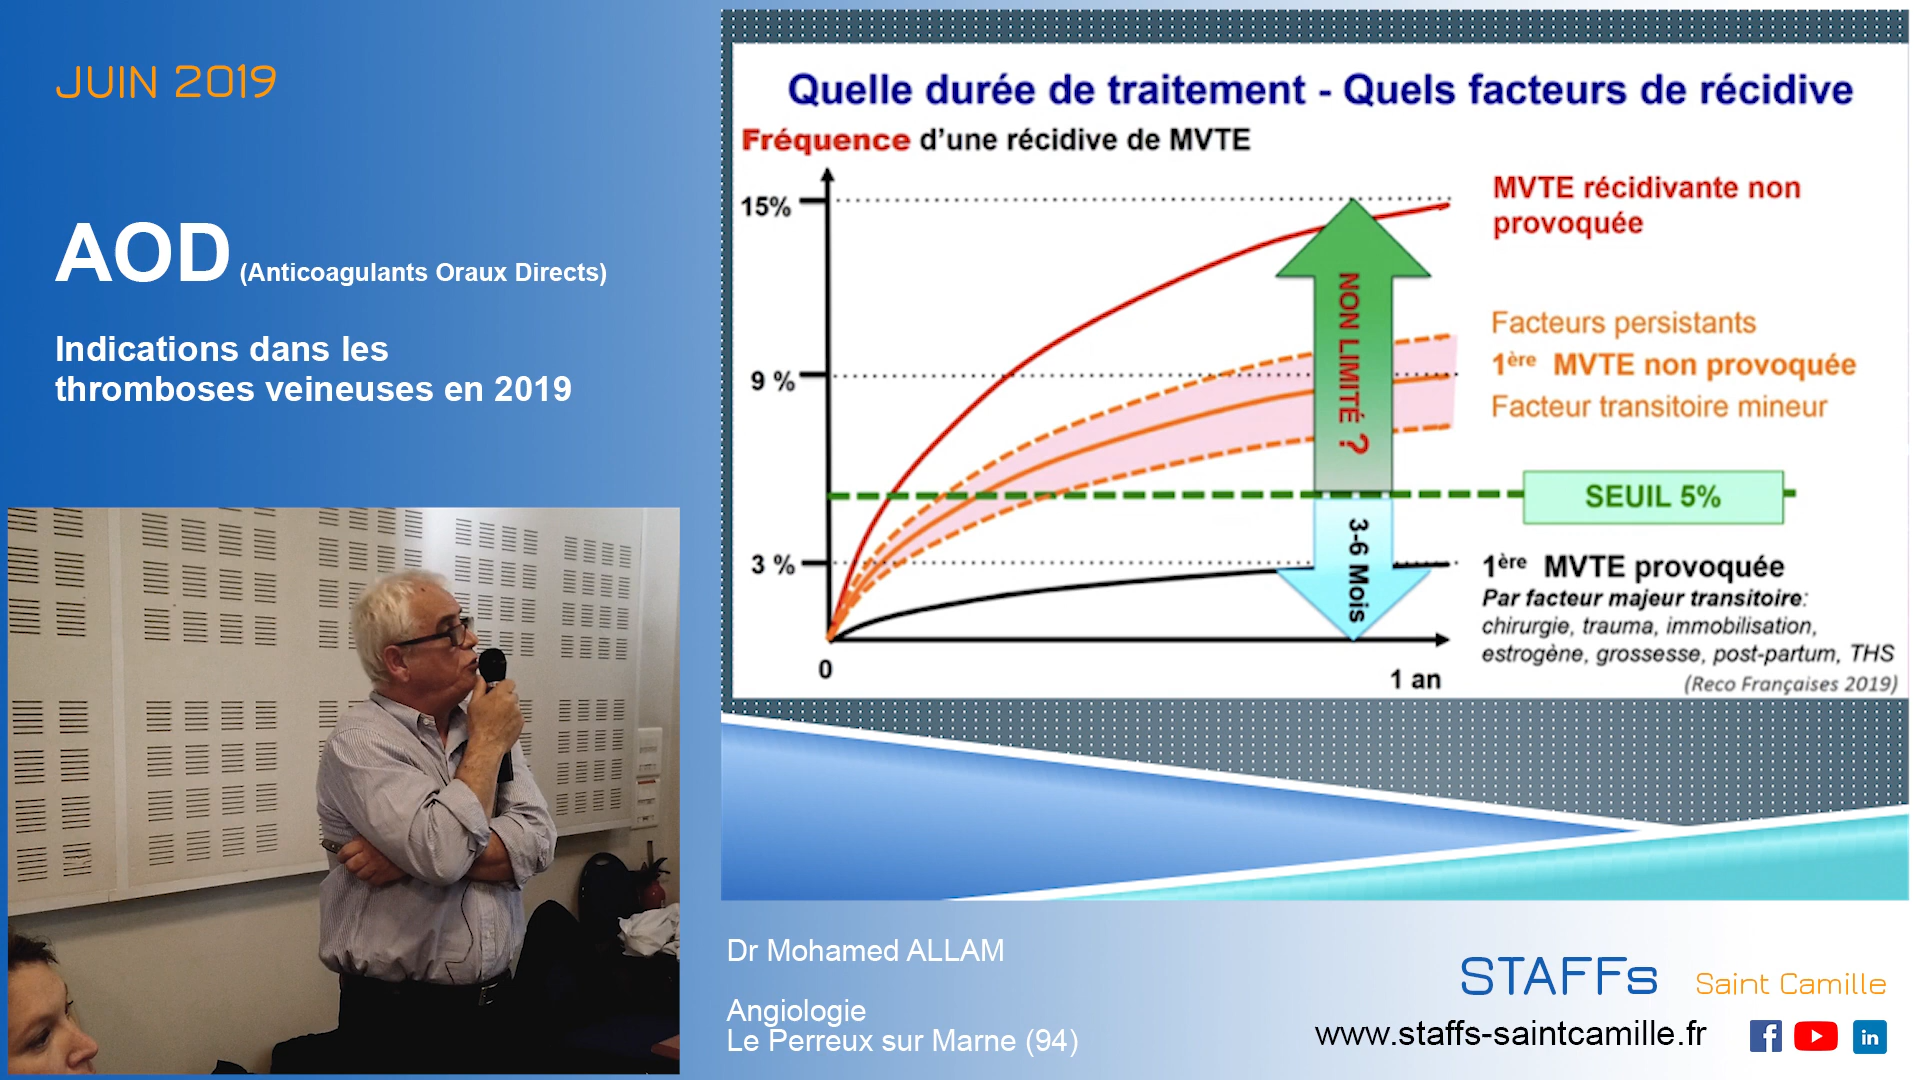 JUIN 2019
AOD (Anticoagulants Oraux Directs)
Indications dans les
thromboses veineuses en 2019
Quelle durée de traitement - Quels facteurs de récidive
Fréquence d'une récidive de MVTE
15%
9 %
3 %
0
1 an
NON LIMITÉ ?
3-6 Mois
MVTE récidivante non
provoquée
Facteurs persistants
1ère MVTE non provoquée
Facteur transitoire mineur
SEUIL 5%
1ère MVTE provoquée
Par facteur majeur transitoire:
chirurgie, trauma, immobilisation,
estrogène, grossesse, post-partum, THS
(Reco Françaises 2019)
Dr Mohamed ALLAM
Angiologie
Le Perreux sur Marne (94)
STAFFs Saint Camille
www.staffs-saintcamille.fr
f
in